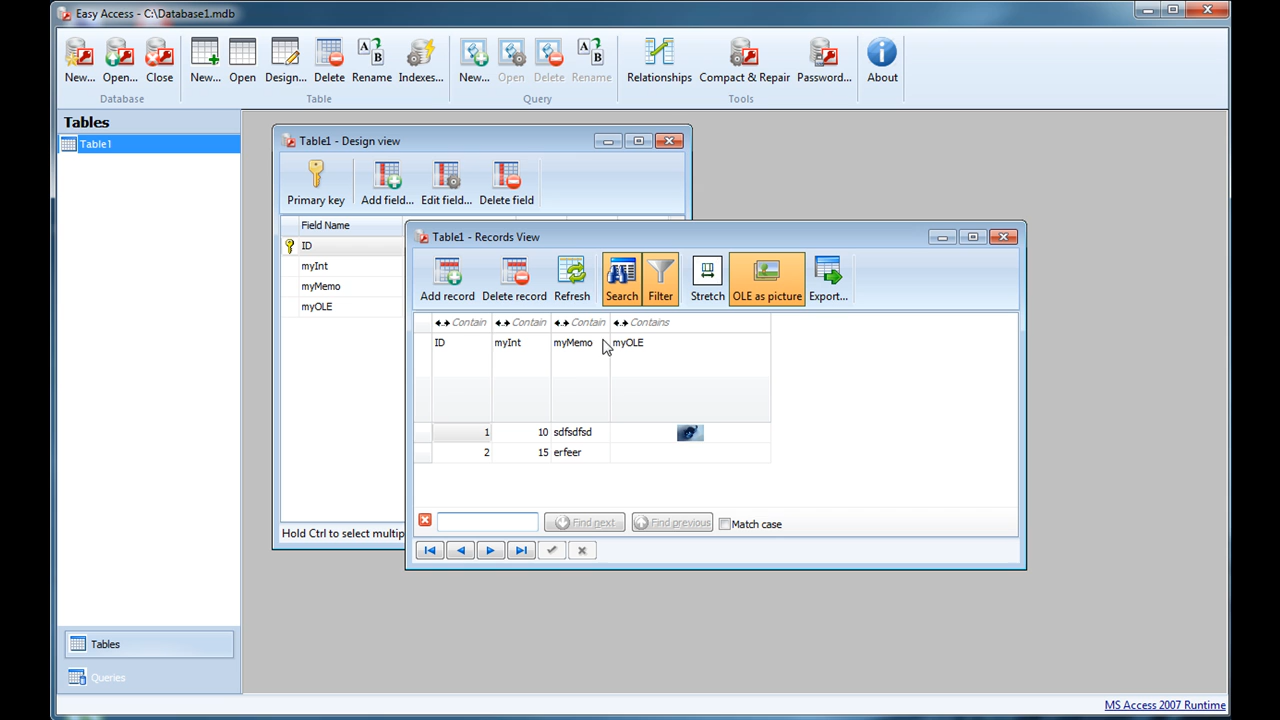 Easy Access - C:\Database1.mdb
New... Open... Close New... Open Design... Delete Rename Indexes... New... Open Delete Rename Relationships Compact & Repair Password... About
Database Table Query Tools
Tables
Table1
Table1 - Design view
Primary key Add field... Edit field... Delete field
Field Name
ID
myInt
myMemo
myOLE
Hold Ctrl to select multip
Table1 - Records View
Add record Delete record Refresh Search Filter Stretch OLE as picture Export...
Contain Contain Contain Contains
ID myInt myMemo myOLE
1 10 sdfsdfsd
2 15 erfeer
Find next Find previous Match case
Tables
Queries
MS Access 2007 Runtime